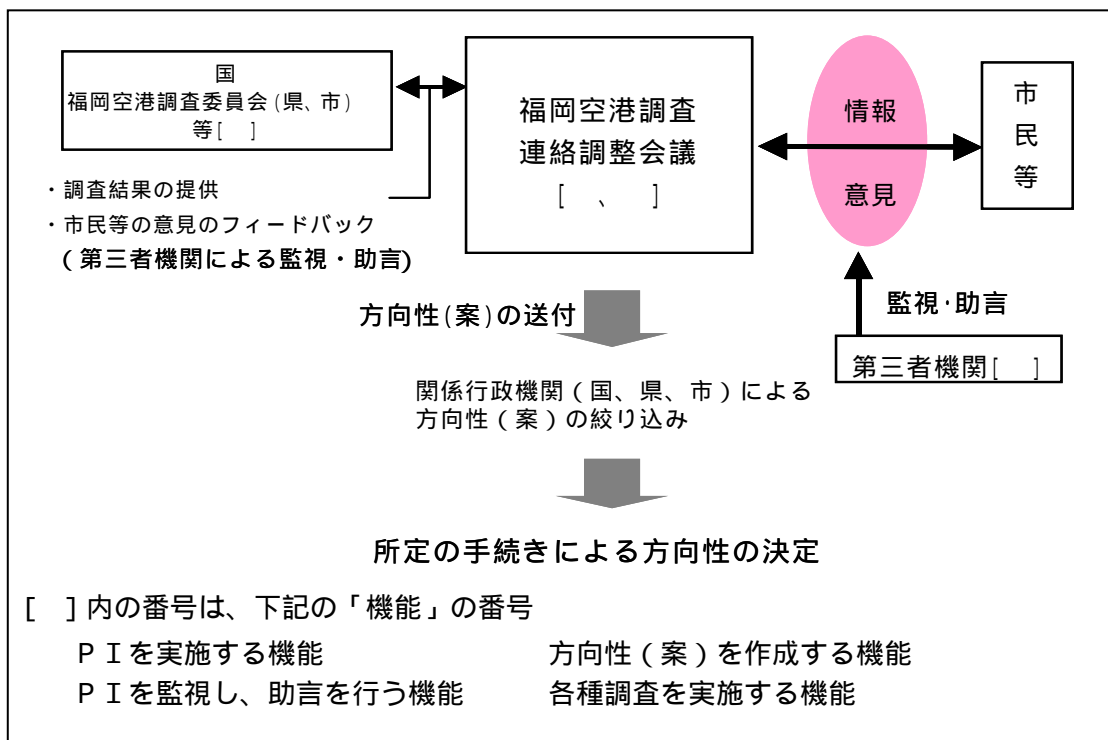 国
福岡空港調査委員会(県、市)
等[　]
・調査結果の提供
・市民等の意見のフィードバック
(第三者機関による監視・助言)
福岡空港調査
連絡調整会議
[　、　]
情報
意見
市
民
等
監視・助言
第三者機関[　]
方向性(案)の送付
関係行政機関(国、県、市)による
方向性(案)の絞り込み
所定の手続きによる方向性の決定
[　]内の番号は、下記の「機能」の番号
ＰＩを実施する機能　方向性(案)を作成する機能
ＰＩを監視し、助言を行う機能　各種調査を実施する機能